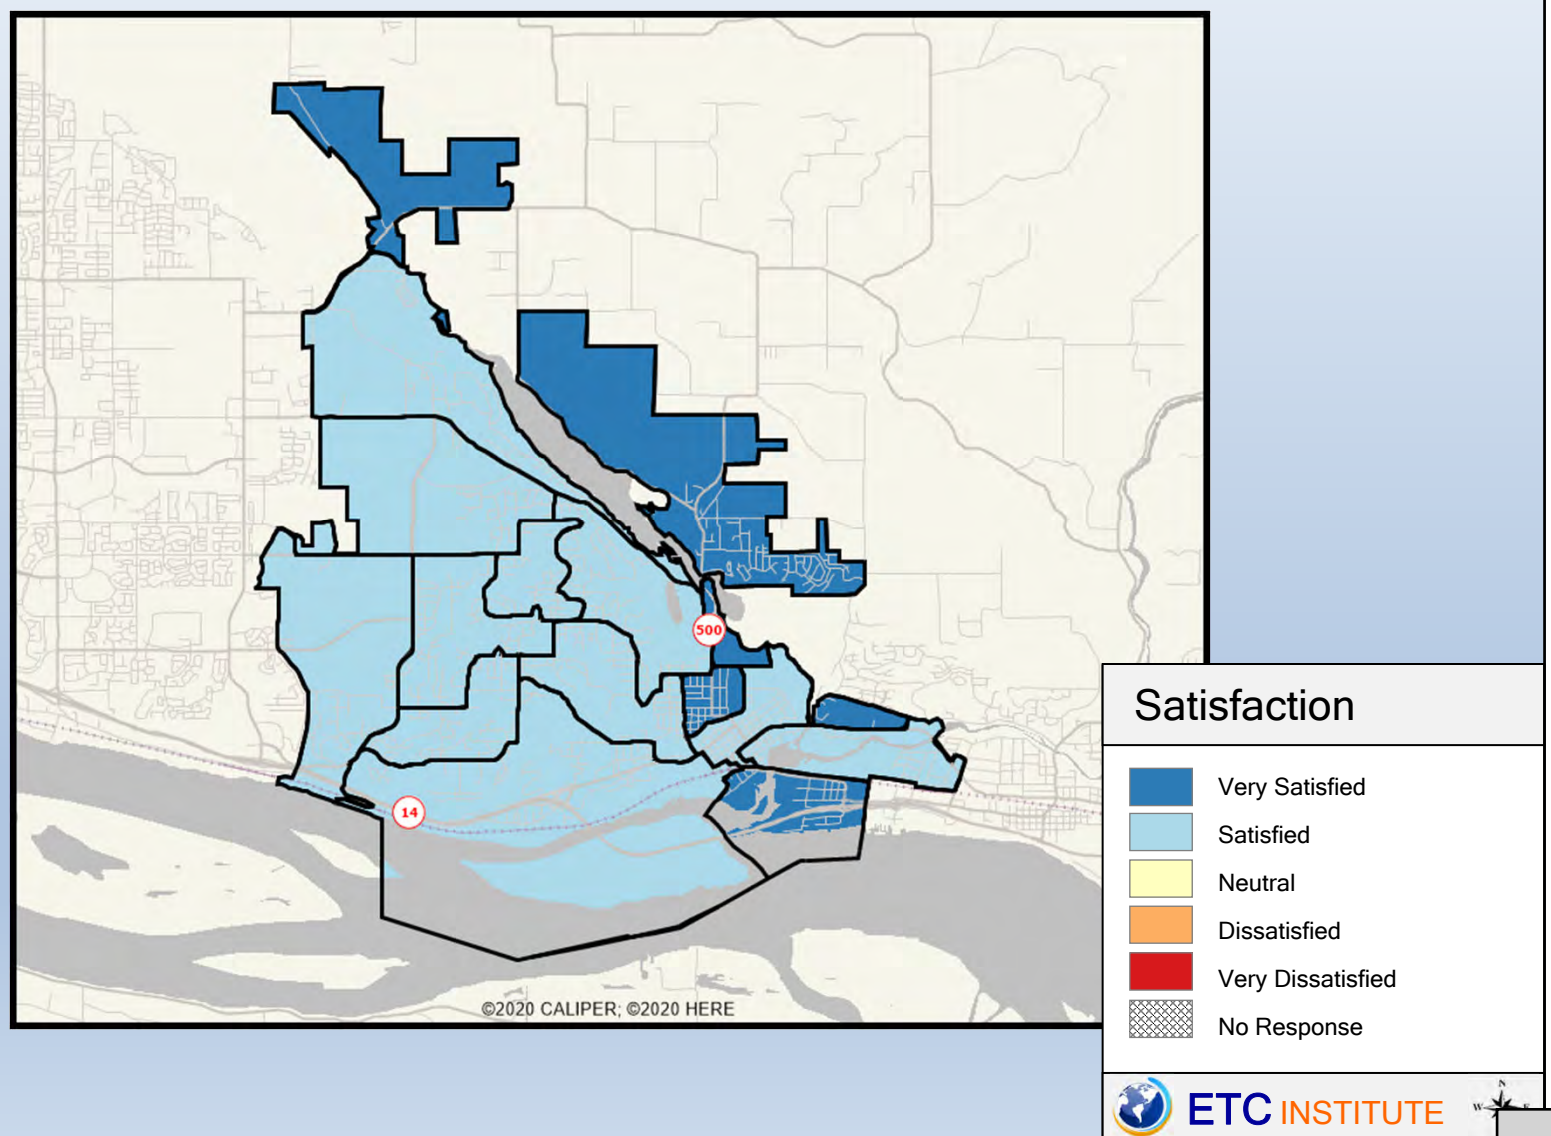 500
14
©2020 CALIPER; ©2020 HERE
Satisfaction
Very Satisfied
Satisfied
Neutral
Dissatisfied
Very Dissatisfied
No Response
ETC INSTITUTE
N
W E